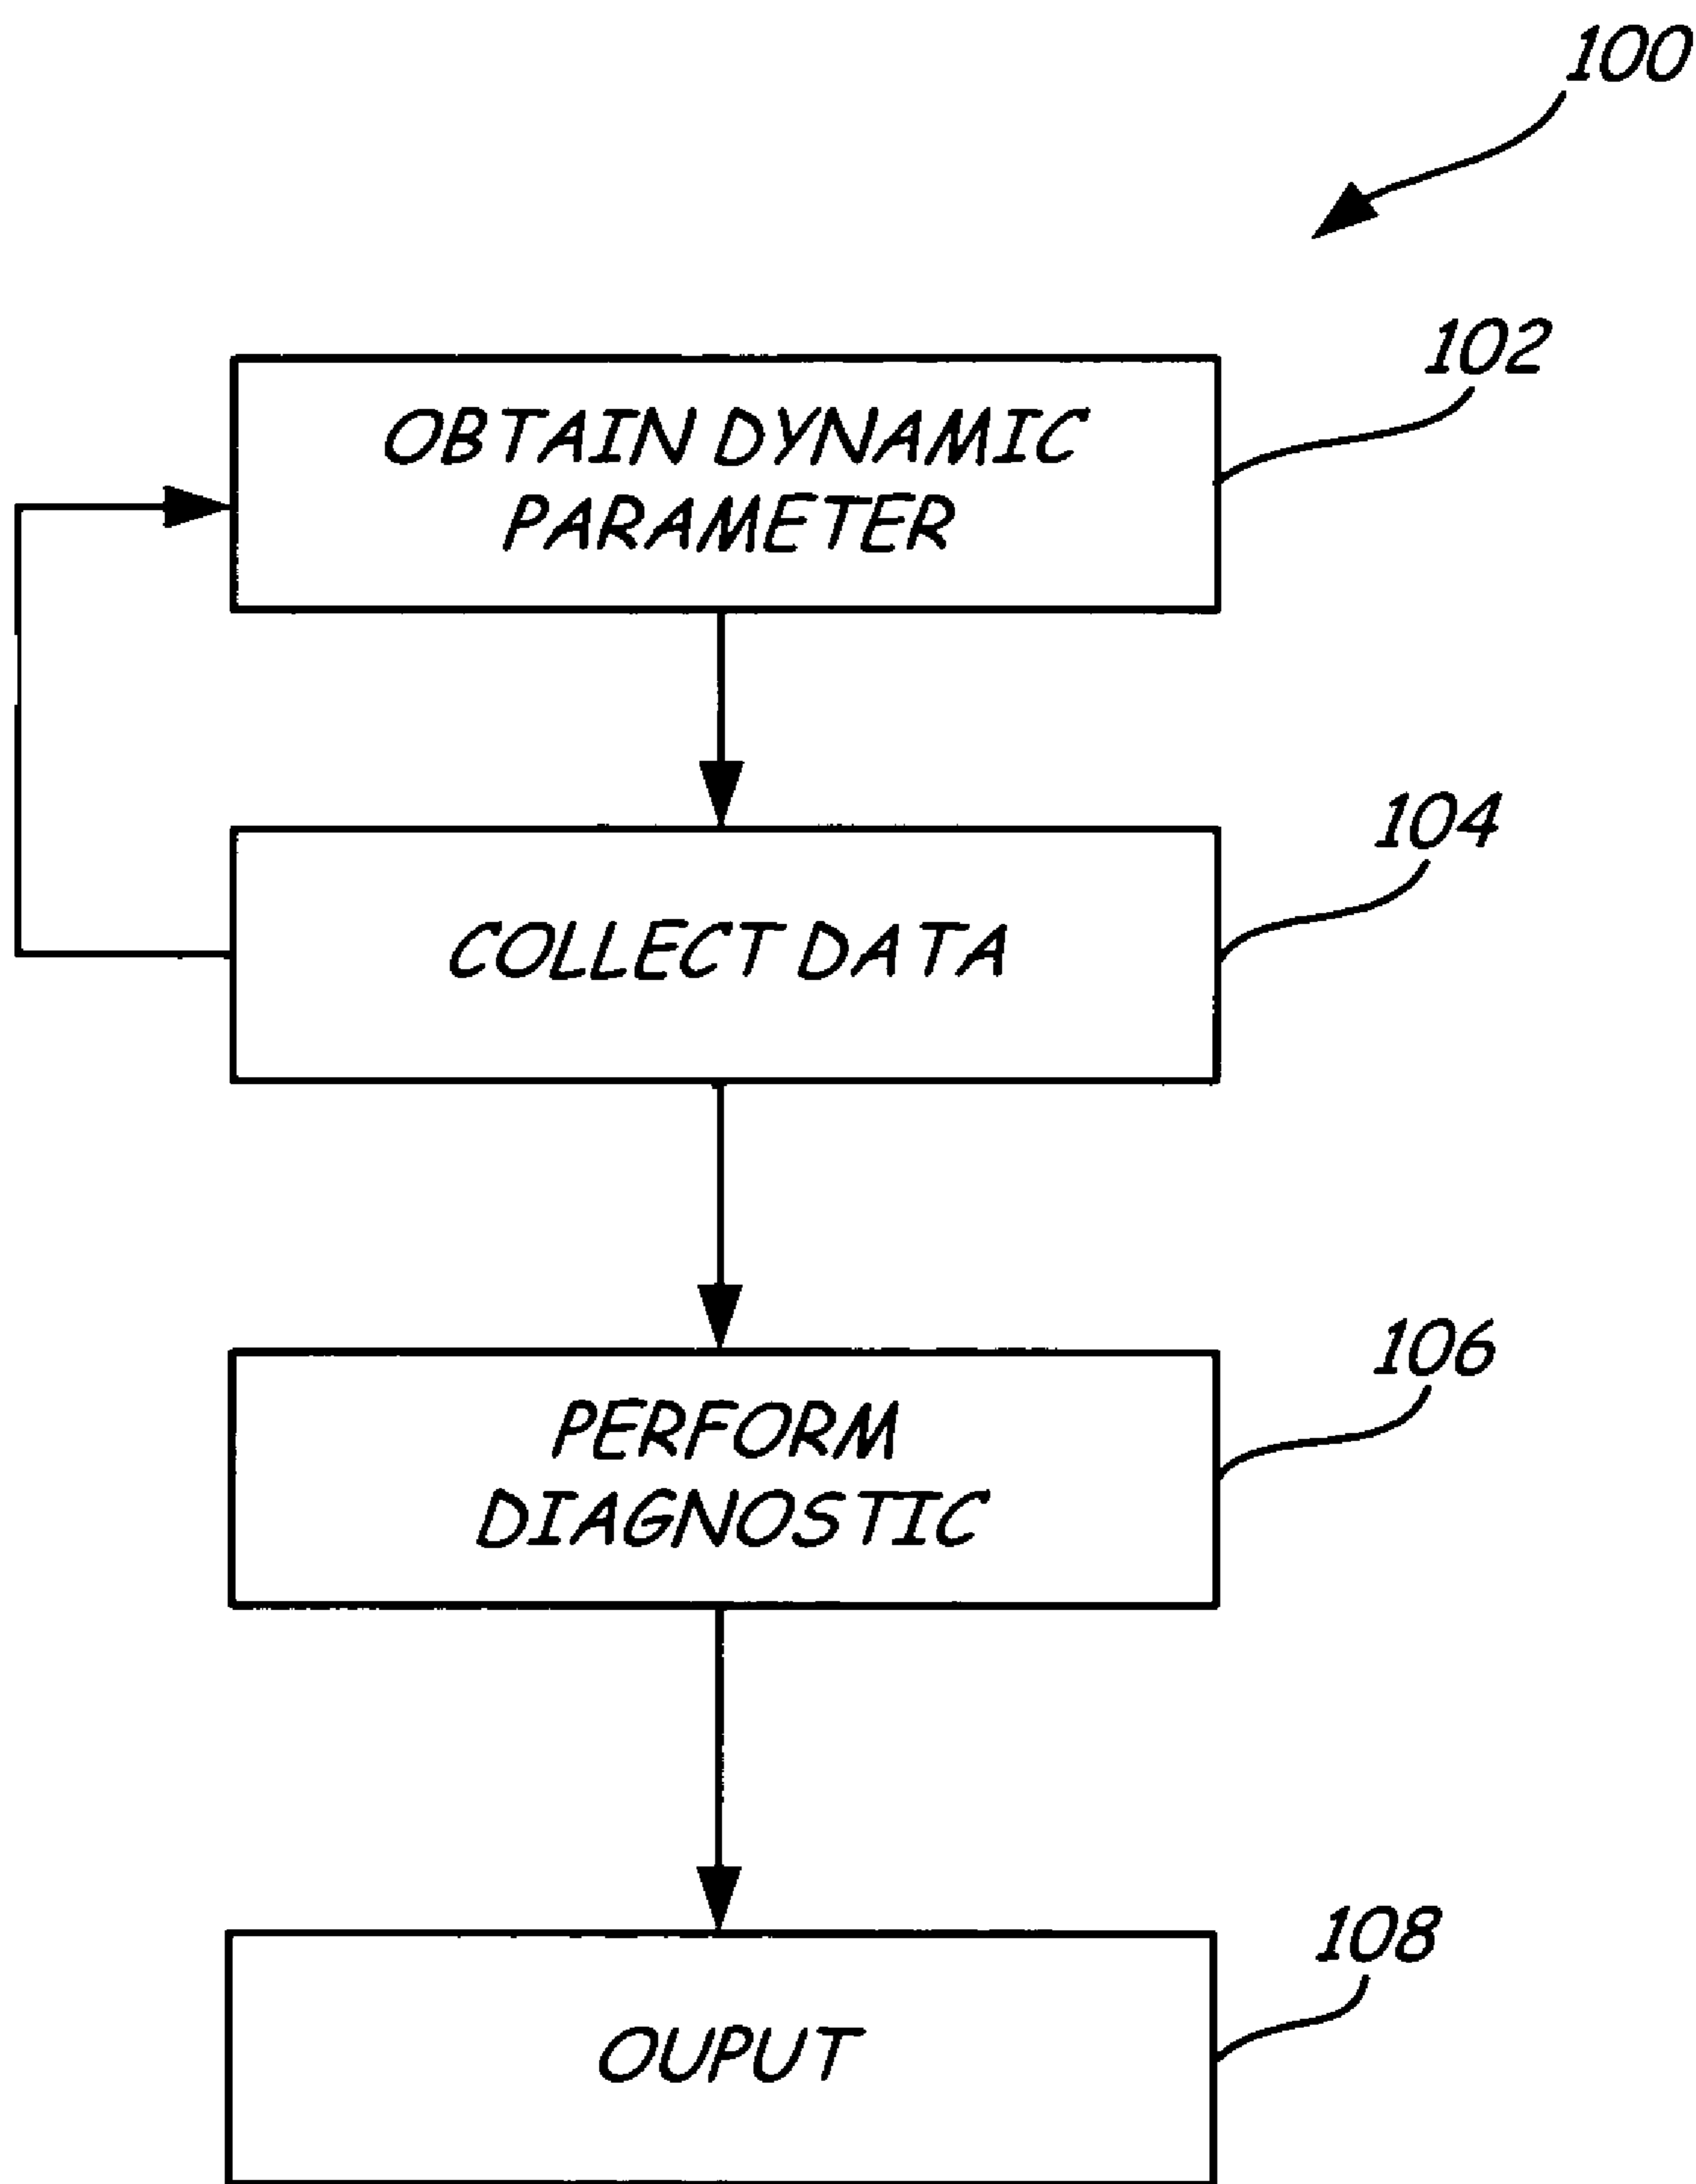 100
102
OBTAIN DYNAMIC
PARAMETER
104
COLLECT DATA
106
PERFORM
DIAGNOSTIC
108
OUPUT